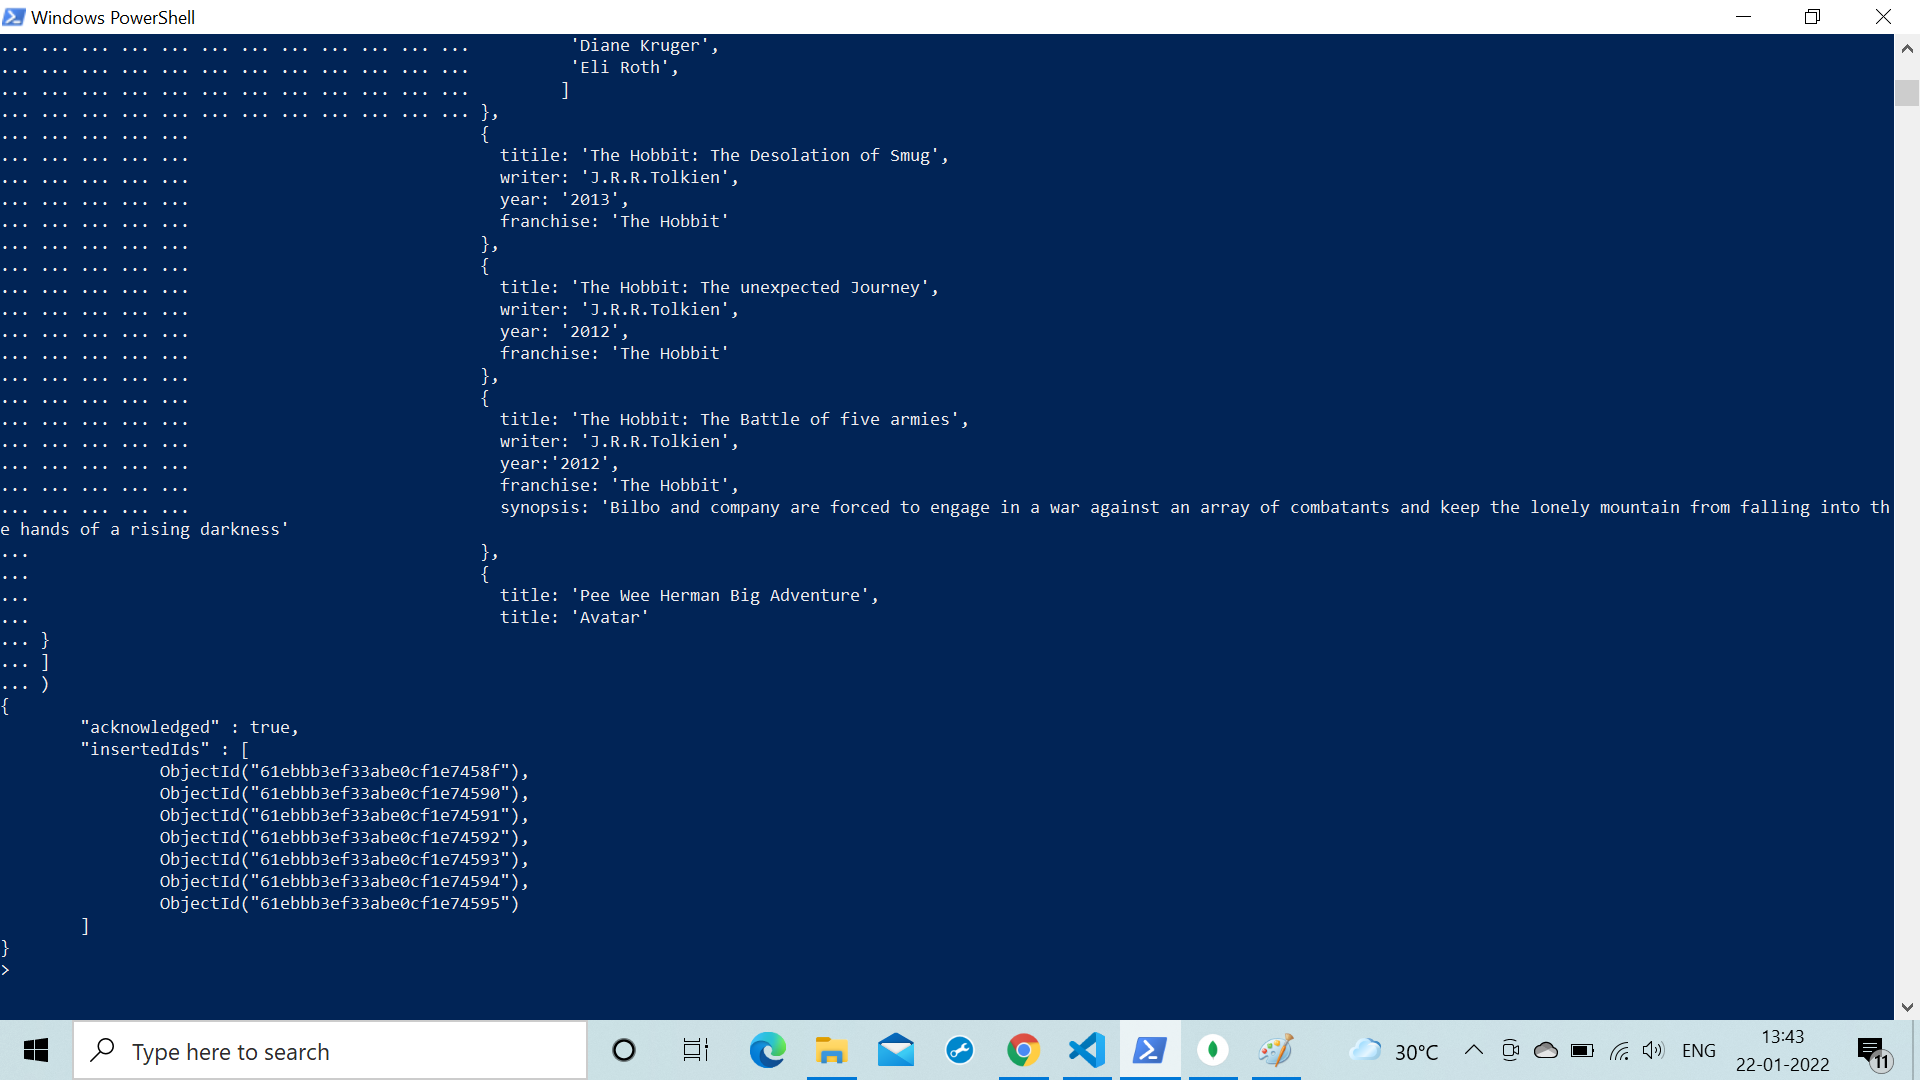 Windows PowerShell
... ... ... ... ... ... ... ... ... ... ... ... 'Diane Kruger',
... ... ... ... ... ... ... ... ... ... ... ... 'Eli Roth',
... ... ... ... ... ... ... ... ... ... ... ... ]
... ... ... ... ... ... ... ... ... ... ... ... },
... ... ... ... ... {
... ... ... ... ... titile: 'The Hobbit: The Desolation of Smug',
... ... ... ... ... writer: 'J.R.R.Tolkien',
... ... ... ... ... year: '2013',
... ... ... ... ... franchise: 'The Hobbit'
... ... ... ... ... },
... ... ... ... ... {
... ... ... ... ... title: 'The Hobbit: The unexpected Journey',
... ... ... ... ... writer: 'J.R.R.Tolkien',
... ... ... ... ... year: '2012',
... ... ... ... ... franchise: 'The Hobbit'
... ... ... ... ... },
... ... ... ... ... {
... ... ... ... ... title: 'The Hobbit: The Battle of five armies',
... ... ... ... ... writer: 'J.R.R.Tolkien',
... ... ... ... ... year:'2012',
... ... ... ... ... franchise: 'The Hobbit',
... ... ... ... ... synopsis: 'Bilbo and company are forced to engage in a war against an array of combatants and keep the lonely mountain from falling into th
e hands of a rising darkness'
... },
... {
... title: 'Pee Wee Herman Big Adventure',
... title: 'Avatar'
... }
... ]
... )
{
"acknowledged" : true,
"insertedIds" : [
ObjectId("61ebbb3ef33abe0cf1e7458f"),
ObjectId("61ebbb3ef33abe0cf1e74590"),
ObjectId("61ebbb3ef33abe0cf1e74591"),
ObjectId("61ebbb3ef33abe0cf1e74592"),
ObjectId("61ebbb3ef33abe0cf1e74593"),
ObjectId("61ebbb3ef33abe0cf1e74594"),
ObjectId("61ebbb3ef33abe0cf1e74595")
]
}
>
Type here to search
30°C
ENG
13:43
22-01-2022
11